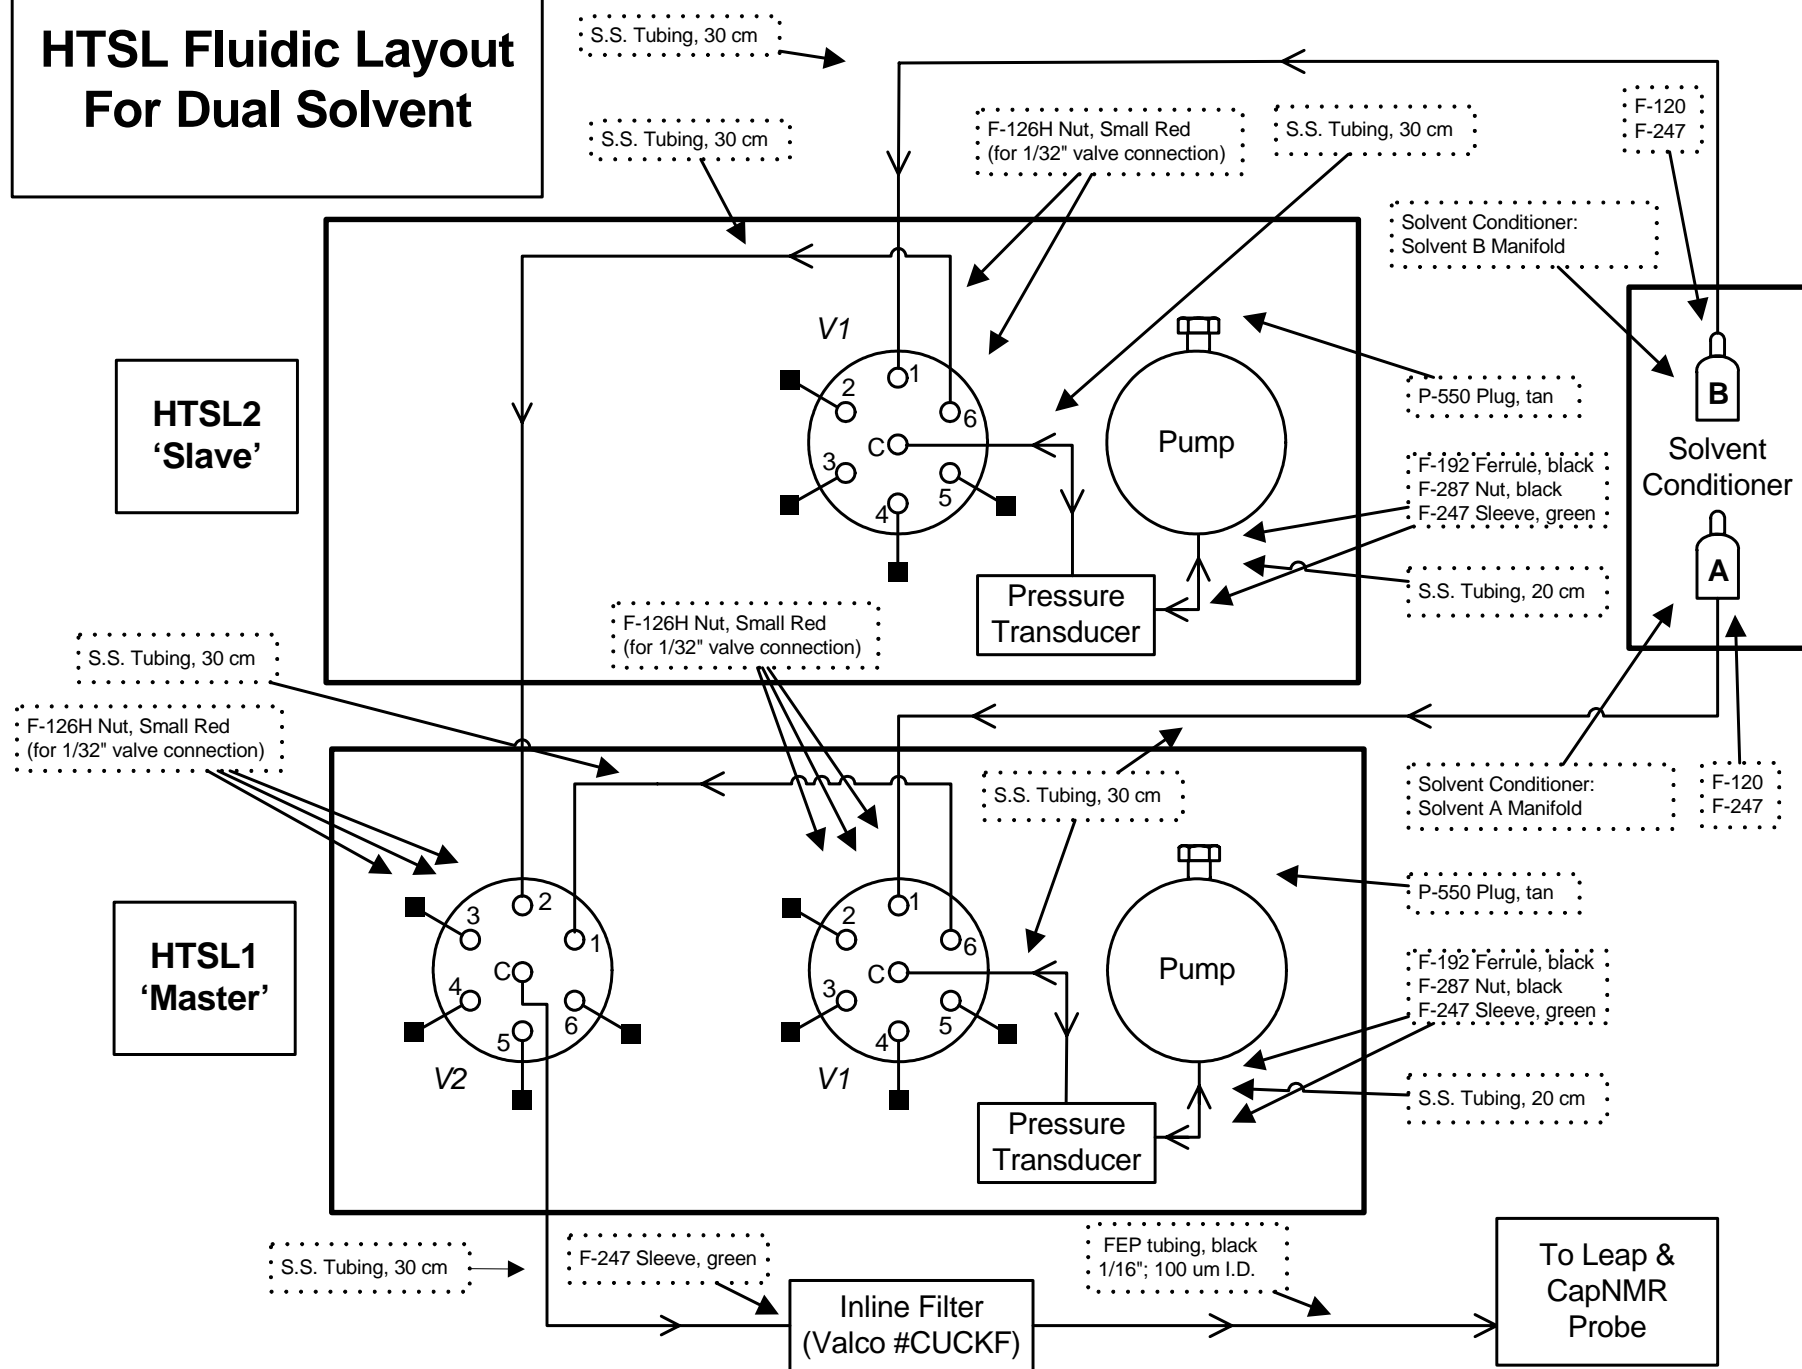 HTSL Fluidic Layout
For Dual Solvent
S.S. Tubing, 30 cm
S.S. Tubing, 30 cm
F-126H Nut, Small Red
(for 1/32" valve connection)
S.S. Tubing, 30 cm
F-120
F-247
Solvent Conditioner:
Solvent B Manifold
HTSL2
‘Slave’
V1
1
2
6
C
3
5
4
Pump
P-550 Plug, tan
B
Solvent
Conditioner
A
F-192 Ferrule, black
F-287 Nut, black
F-247 Sleeve, green
S.S. Tubing, 20 cm
Pressure
Transducer
F-126H Nut, Small Red
(for 1/32" valve connection)
S.S. Tubing, 30 cm
F-126H Nut, Small Red
(for 1/32" valve connection)
S.S. Tubing, 30 cm
Solvent Conditioner:
Solvent A Manifold
F-120
F-247
HTSL1
‘Master’
2
3
1
C
4
6
5
V2
1
2
6
C
3
5
4
V1
Pump
P-550 Plug, tan
F-192 Ferrule, black
F-287 Nut, black
F-247 Sleeve, green
S.S. Tubing, 20 cm
Pressure
Transducer
S.S. Tubing, 30 cm
F-247 Sleeve, green
Inline Filter
(Valco #CUCKF)
FEP tubing, black
1/16"; 100 um I.D.
To Leap &
CapNMR
Probe